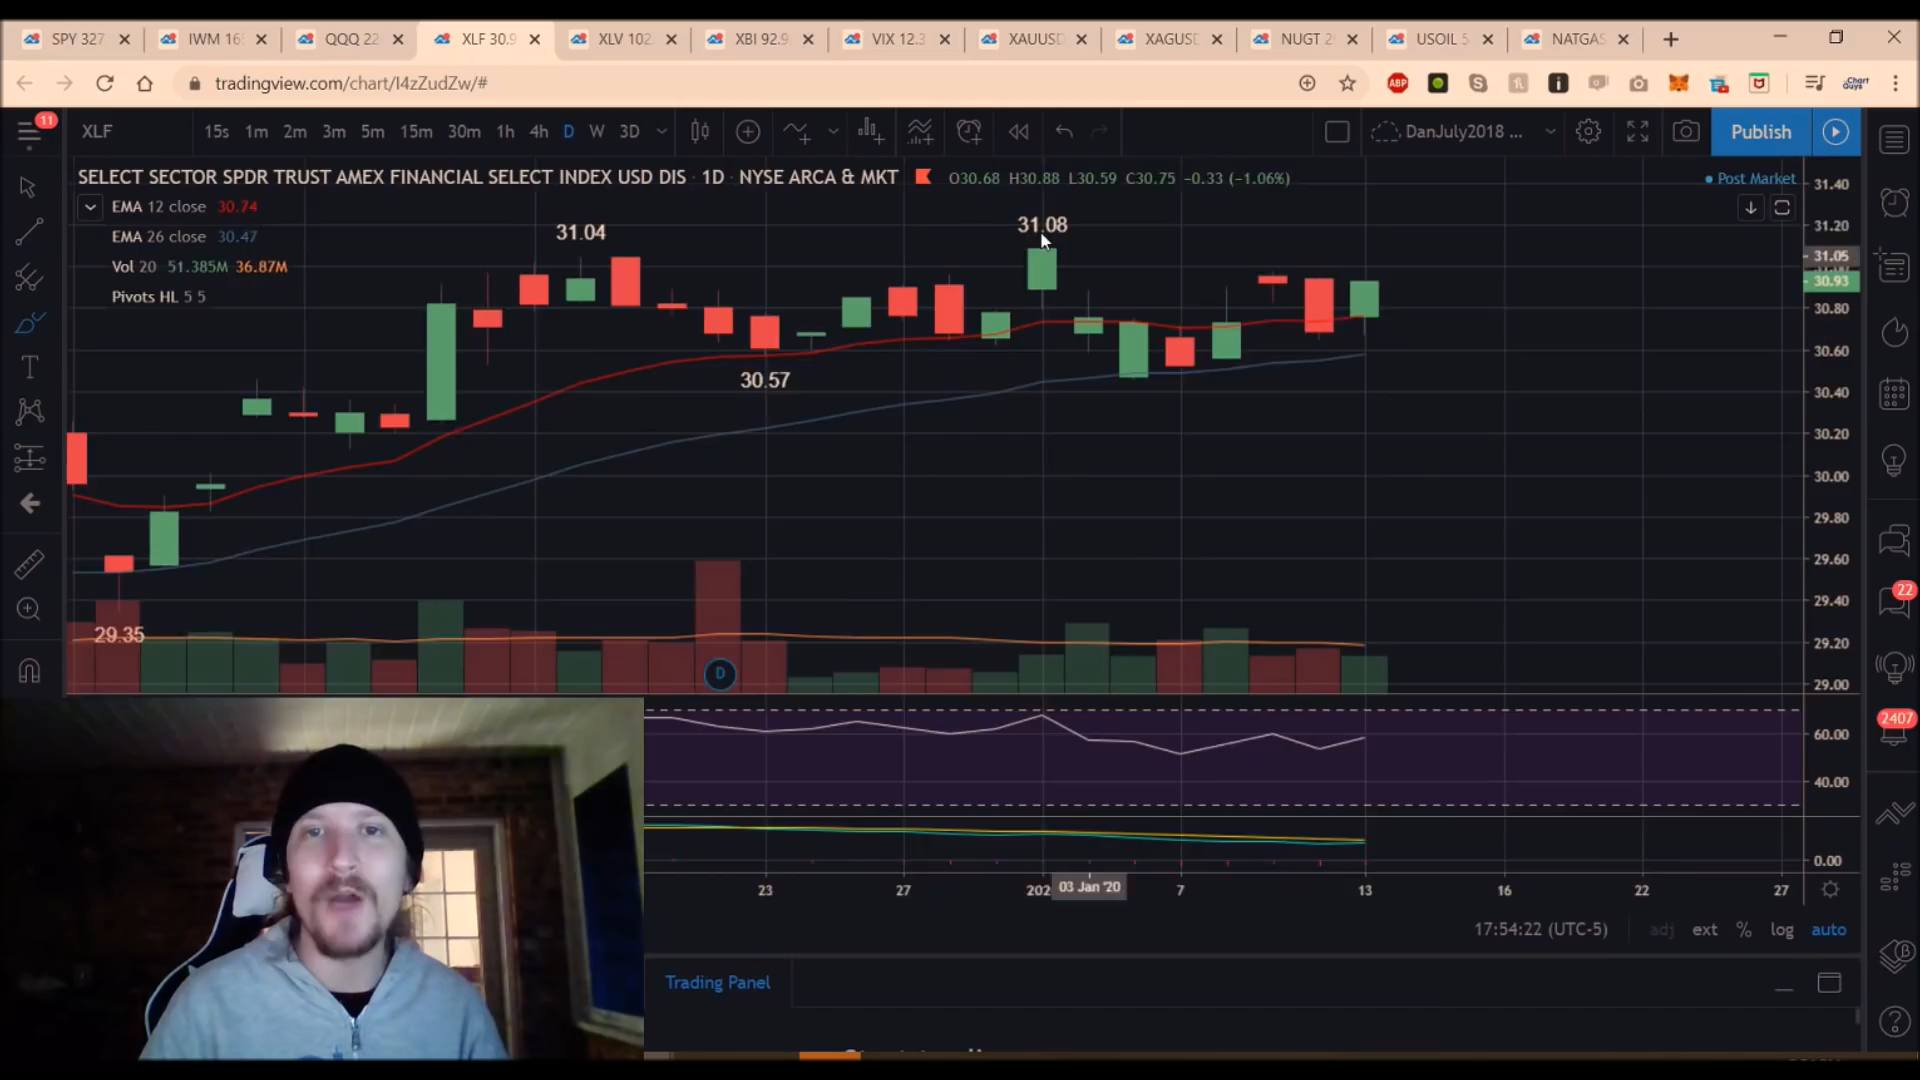 SPY 327
IWM 16
QQQ 22
XLF 30.9
XLV 102
XBI 92.9
VIX 12.3
XAUUSD
XAGUSD
NUGT 2
USOIL 5
NATGAS
tradingview.com/chart/I4zZudZw/#
ABP
Chart
Guys
11
XLF
15s 1m 2m 3m 5m 15m 30m 1h 4h D W 3D
DanJuly2018 ...
Publish
SELECT SECTOR SPDR TRUST AMEX FINANCIAL SELECT INDEX USD DIS · 1D · NYSE ARCA & MKT
O30.68 H30.88 L30.59 C30.75 −0.33 (−1.06%)
Post Market
EMA 12 close 30.74
EMA 26 close 30.47
Vol 20 51.385M 36.87M
Pivots HL 5 5
31.04
31.08
30.57
29.35
D
31.40
31.20
31.05
30.93
30.80
30.60
30.40
30.20
30.00
29.80
29.60
29.40
29.20
29.00
60.00
40.00
0.00
22
2407
23
27
202
03 Jan '20
7
13
16
22
27
17:54:22 (UTC-5)
adj ext % log auto
Trading Panel